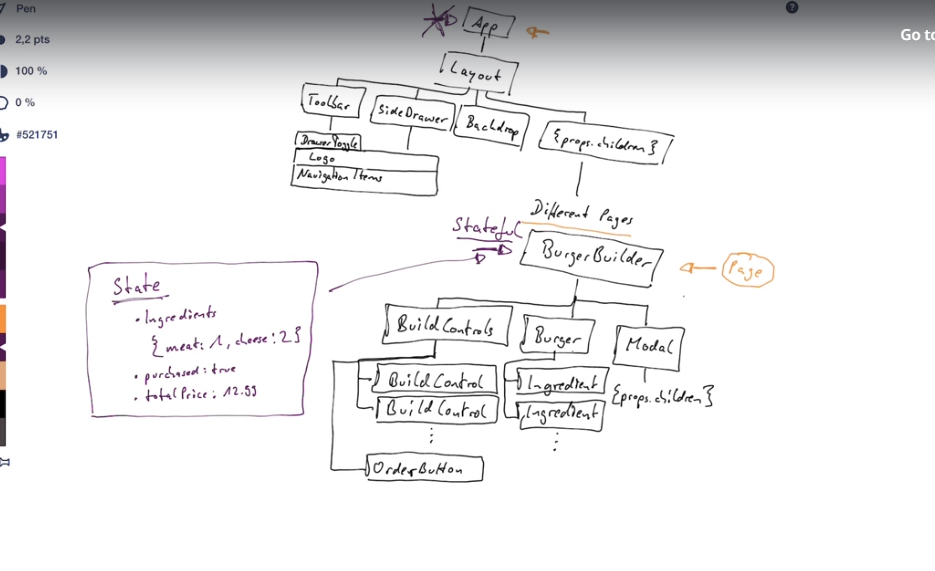 Pen
2,2 pts
100 %
0 %
#521751
?
Go to
App
Layout
Toolbar
SideDrawer
Backdrop
{props.children}
DrawerToggle
Logo
Navigation Items
Different Pages
Stateful
BurgerBuilder
Page
State
• Ingredients
{meat: 1, cheese: 2}
• purchased: true
• totalPrice: 12.99
BuildControls
Burger
Modal
BuildControl
BuildControl
Ingredient
Ingredient
{props.children}
OrderButton